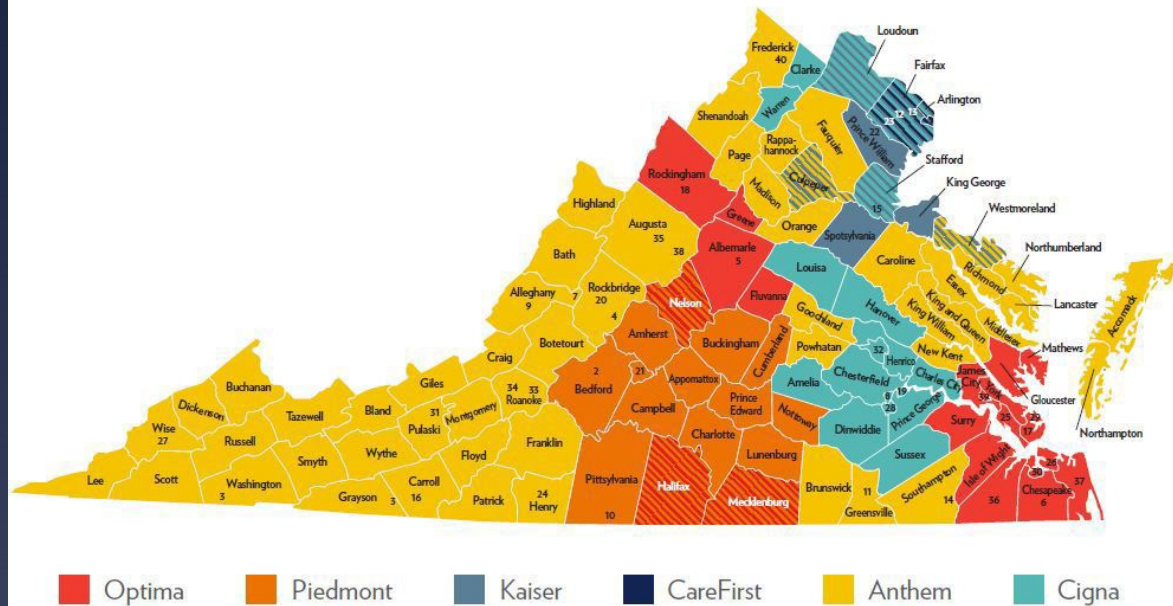 Loudoun
Frederick
40
Clarke
Fairfax
Arlington
Warren
Shenandoah
23 12 13
22
Prince William
Fauquier
Rappa-
hannock
Page
Stafford
Rockingham
18
Culpeper
Madison
King George
15
Westmoreland
Highland
Greene
Orange
Spotsylvania
Augusta
35
38
Northumberland
Albemarle
5
Caroline
Richmond
Bath
Louisa
Essex
Lancaster
Alleghany
9
7
Rockbridge
20
4
Nelson
Fluvanna
Hanover
King and Queen
King William
Middlesex
Accomack
Goochland
Amherst
Buckingham
Cumberland
Powhatan
New Kent
Mathews
Botetourt
32
Henrico
Craig
2
Bedford
21
Appomattox
Amelia
Chesterfield
Charles City
James
City
York
39
Gloucester
Giles
Buchanan
34
33
Roanoke
Prince
Edward
8
19
28
Prince George
25
29
17
Northampton
Dickenson
Tazewell
Bland
31
Pulaski
Montgomery
Campbell
Nottoway
Dinwiddie
Surry
Wise
27
Russell
Wythe
Floyd
Franklin
Charlotte
Lunenburg
Sussex
Isle of Wight
Smyth
Pittsylvania
Halifax
Mecklenburg
Brunswick
11
Southampton
26
30
37
Lee
Scott
Washington
3
Grayson
3
Carroll
16
Patrick
24
Henry
10
Greensville
14
36
Chesapeake
6
Optima
Piedmont
Kaiser
CareFirst
Anthem
Cigna